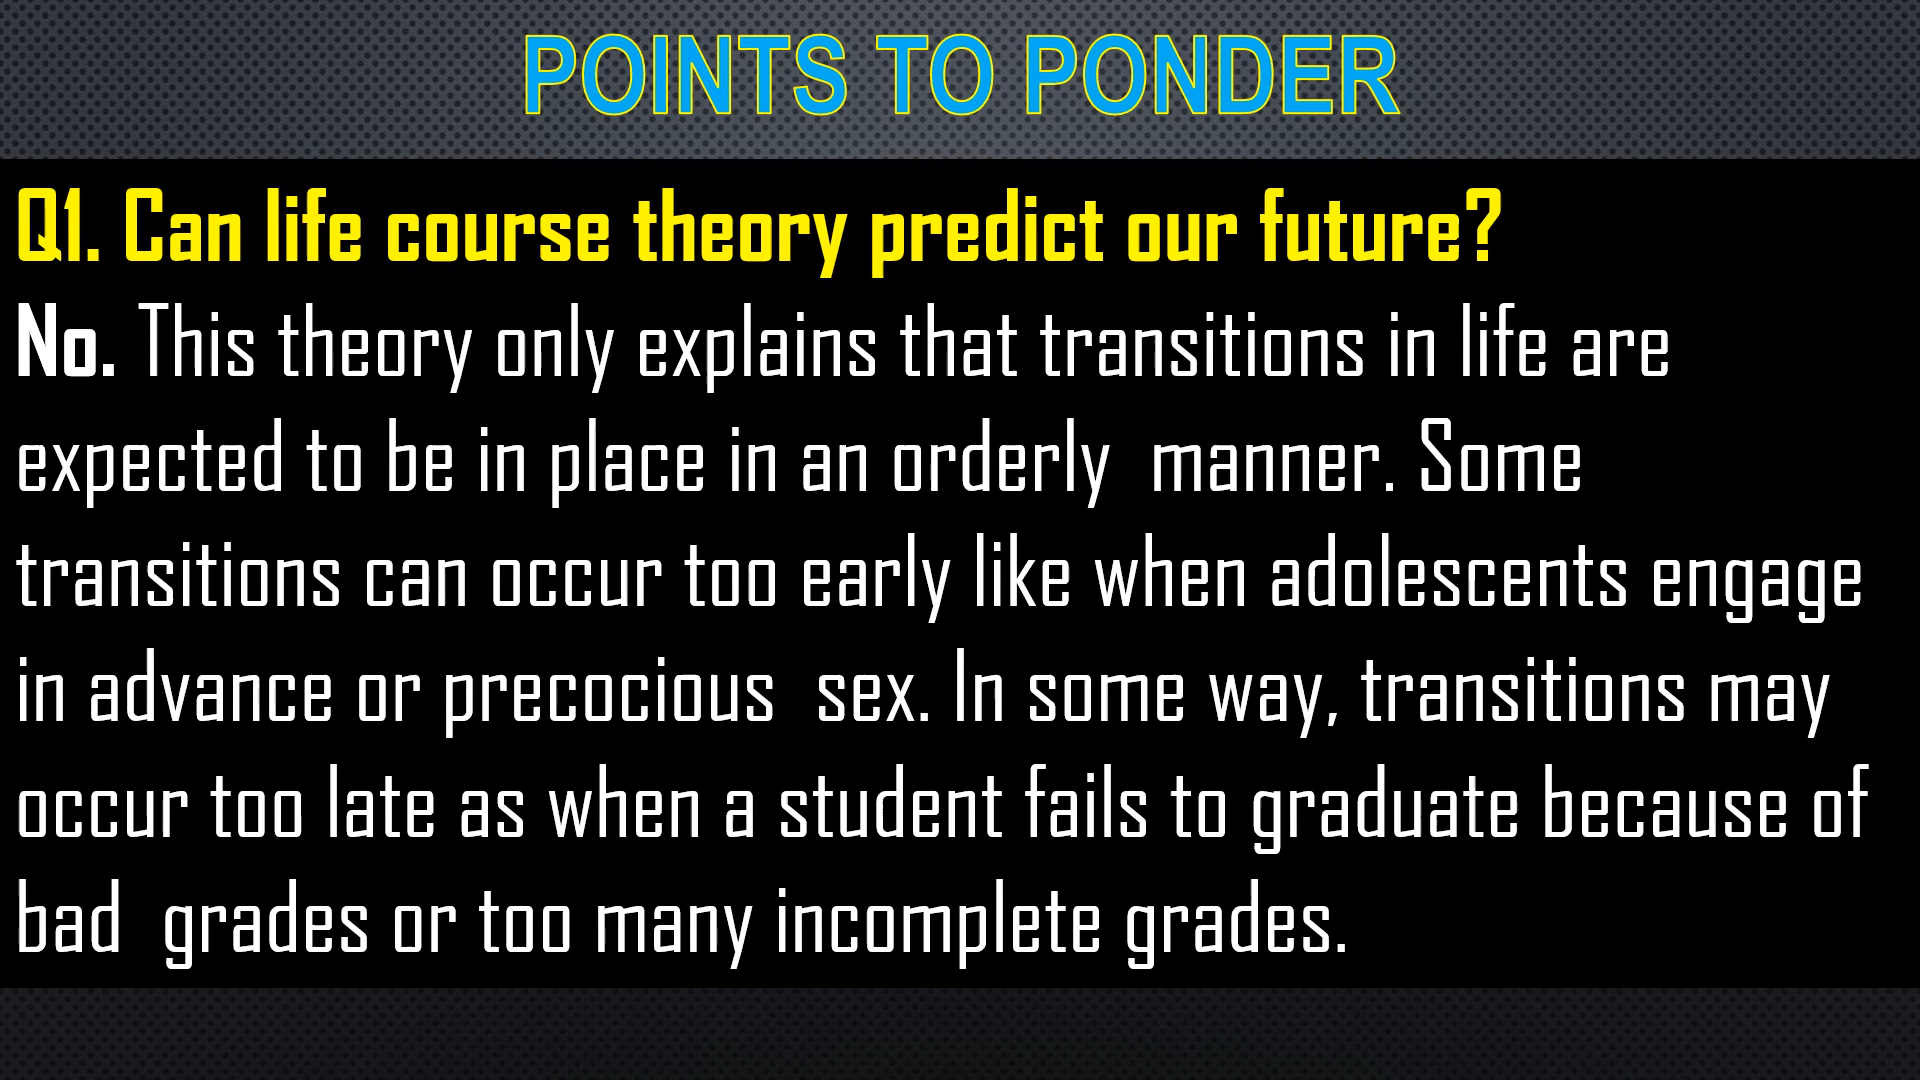 POINTS TO PONDER
Q1. Can life course theory predict our future?
No. This theory only explains that transitions in life are
expected to be in place in an orderly  manner. Some
transitions can occur too early like when adolescents engage
in advance or precocious  sex. In some way, transitions may
occur too late as when a student fails to graduate because of
bad  grades or too many incomplete grades.